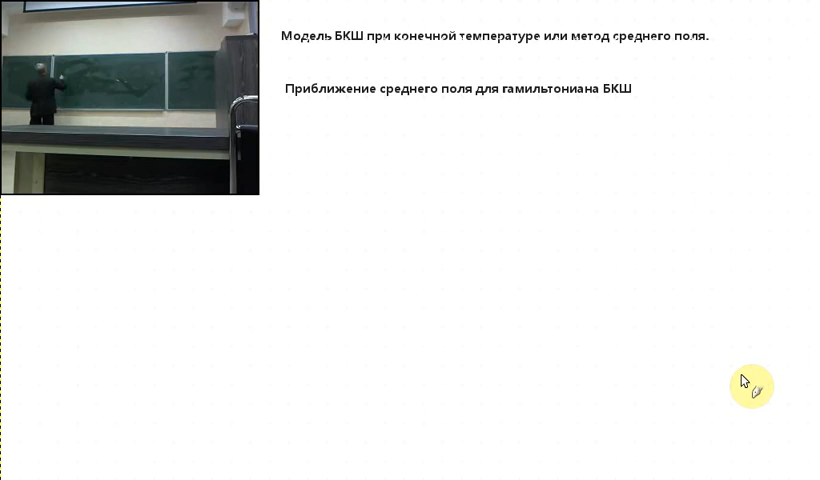 Модель БКШ при конечной температуре или метод среднего поля.
Приближение среднего поля для гамильтониана БКШ